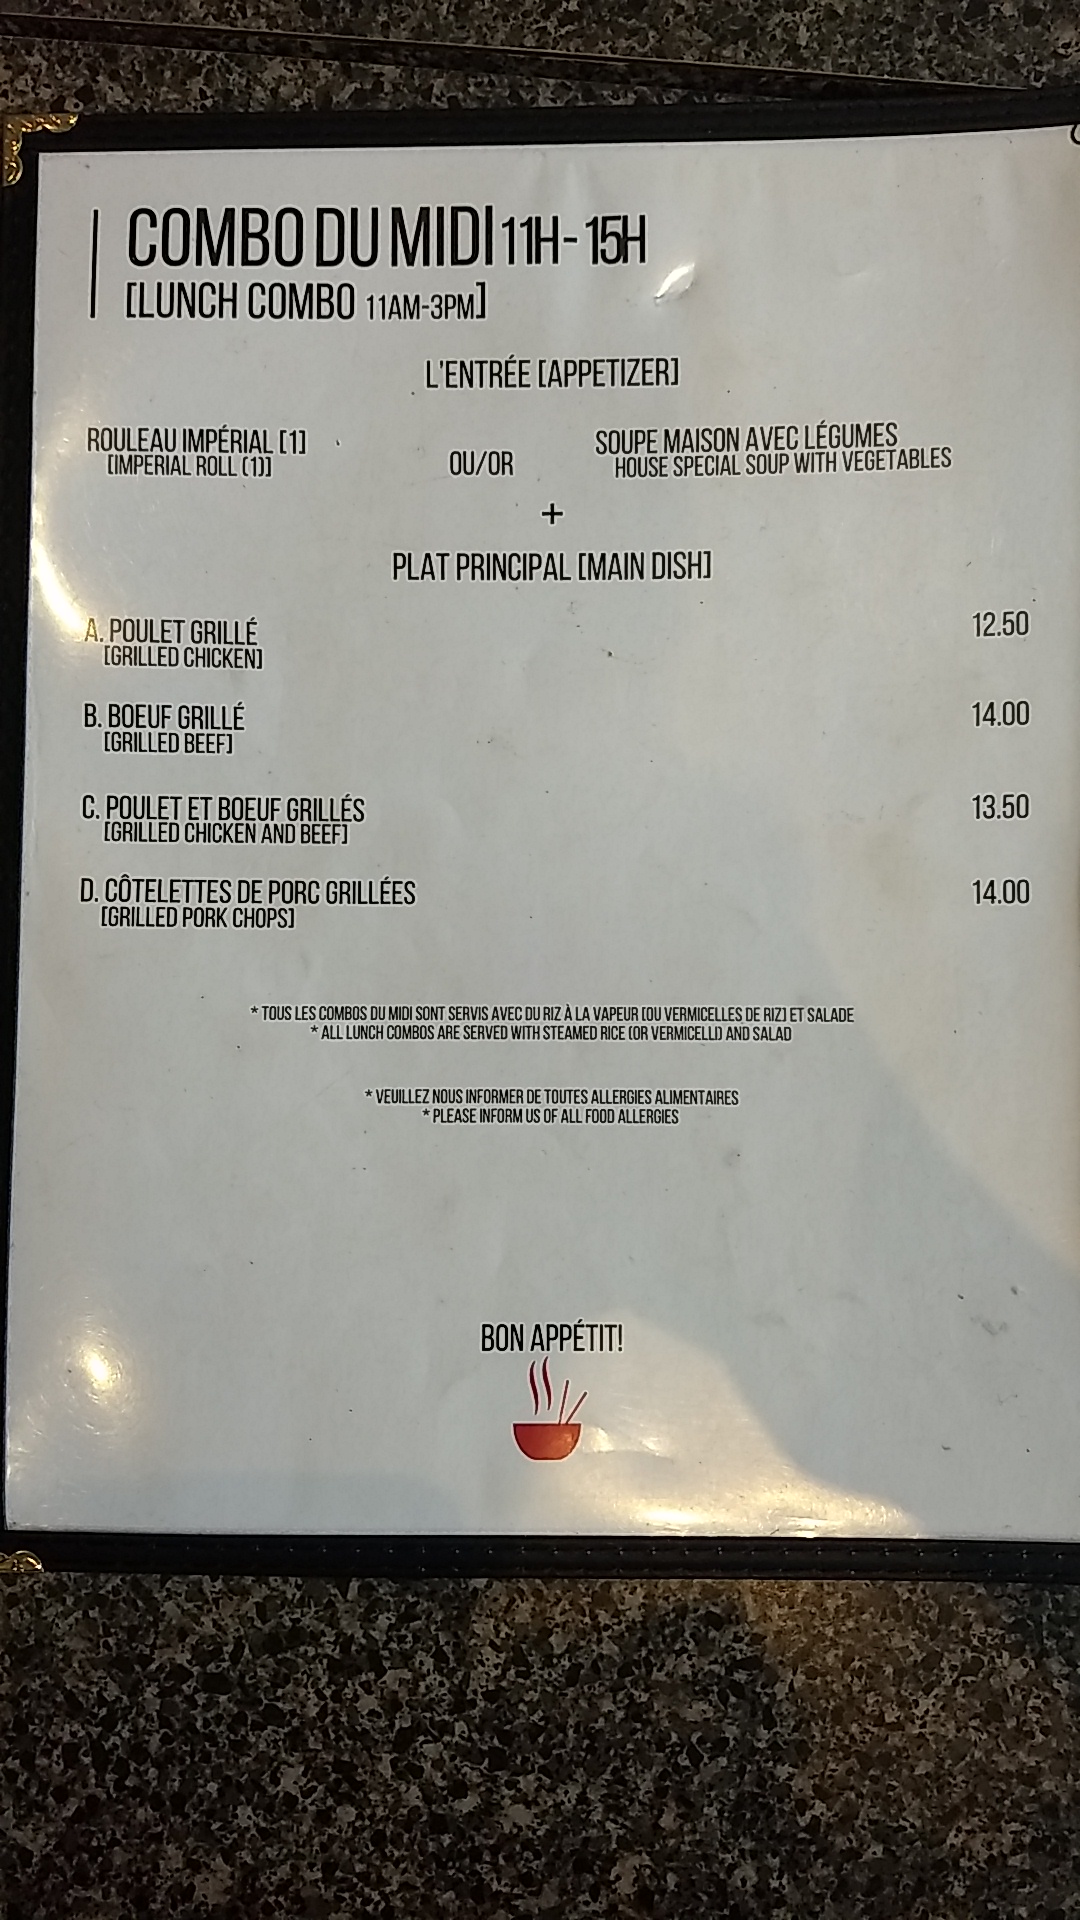 COMBO DU MIDI 11H - 15H
[LUNCH COMBO 11AM-3PM]
L'ENTRÉE [APPETIZER]
ROULEAU IMPÉRIAL [1]
[IMPERIAL ROLL (1)]
OU/OR
SOUPE MAISON AVEC LÉGUMES
HOUSE SPECIAL SOUP WITH VEGETABLES
+
PLAT PRINCIPAL [MAIN DISH]
A. POULET GRILLÉ 12.50
[GRILLED CHICKEN]
B. BOEUF GRILLÉ 14.00
[GRILLED BEEF]
C. POULET ET BOEUF GRILLÉS 13.50
[GRILLED CHICKEN AND BEEF]
D. CÔTELETTES DE PORC GRILLÉES 14.00
[GRILLED PORK CHOPS]
* TOUS LES COMBOS DU MIDI SONT SERVIS AVEC DU RIZ À LA VAPEUR [OU VERMICELLES DE RIZ] ET SALADE
* ALL LUNCH COMBOS ARE SERVED WITH STEAMED RICE (OR VERMICELLI) AND SALAD
* VEUILLEZ NOUS INFORMER DE TOUTES ALLERGIES ALIMENTAIRES
* PLEASE INFORM US OF ALL FOOD ALLERGIES
BON APPÉTIT!